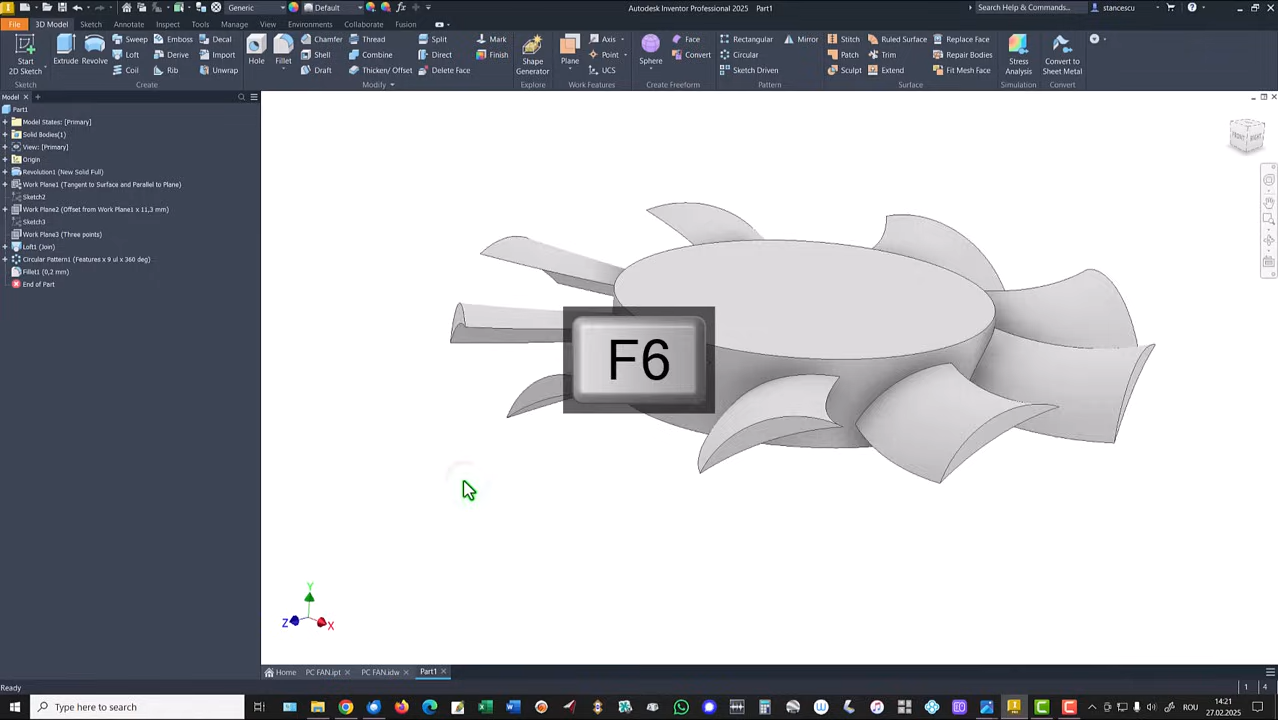 Generic
Default
Autodesk Inventor Professional 2025 Part1
Search Help & Commands...
stancescu
File
3D Model
Sketch
Annotate
Inspect
Tools
Manage
View
Environments
Collaborate
Fusion
Start
2D Sketch
Extrude
Revolve
Sweep
Loft
Coil
Emboss
Derive
Rib
Decal
Import
Unwrap
Hole
Fillet
Chamfer
Shell
Draft
Thread
Combine
Thicken/ Offset
Split
Direct
Delete Face
Mark
Finish
Shape
Generator
Plane
Axis
Point
UCS
Sphere
Face
Convert
Rectangular
Circular
Sketch Driven
Mirror
Stitch
Patch
Sculpt
Ruled Surface
Trim
Extend
Replace Face
Repair Bodies
Fit Mesh Face
Stress
Analysis
Convert to
Sheet Metal
Sketch
Create
Modify
Explore
Work Features
Create Freeform
Pattern
Surface
Simulation
Convert
Model
Part1
Model States: [Primary]
Solid Bodies(1)
View: [Primary]
Origin
Revolution1 (New Solid Full)
Work Plane1 (Tangent to Surface and Parallel to Plane)
Sketch2
Work Plane2 (Offset from Work Plane1 x 11,3 mm)
Sketch3
Work Plane3 (Three points)
Loft1 (Join)
Circular Pattern1 (Features x 9 ul x 360 deg)
Fillet1 (0,2 mm)
End of Part
FRONT
RIGHT
F6
Y
Z
X
Home
PC FAN.ipt
PC FAN.idw
Part1
Ready
1
4
Type here to search
ROU
14:21
27.02.2025